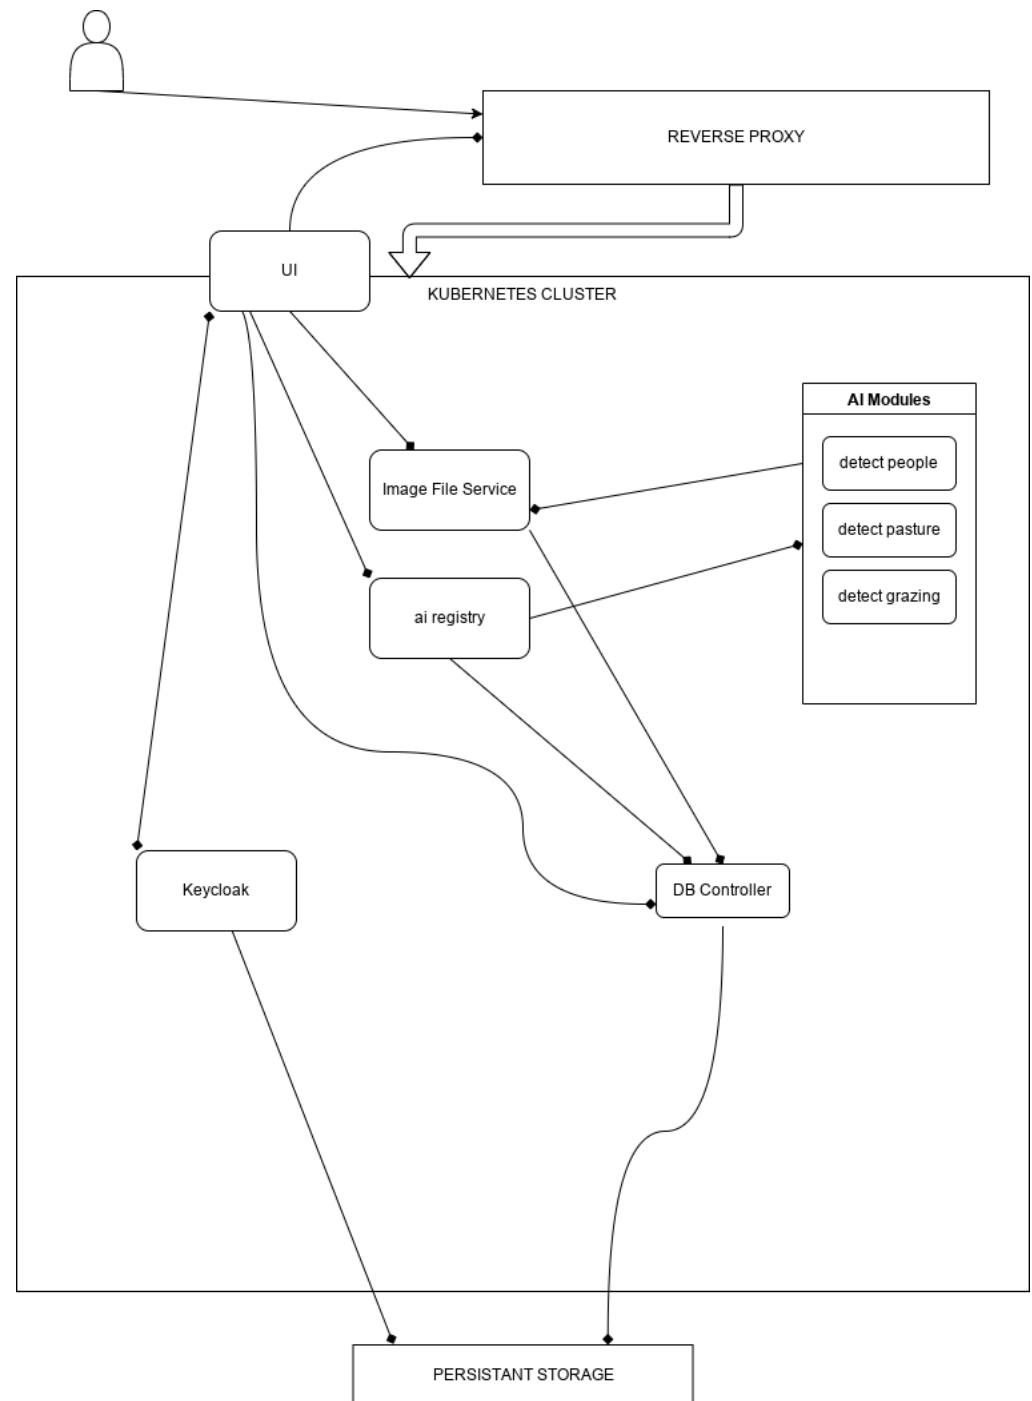 REVERSE PROXY
UI
KUBERNETES CLUSTER
AI Modules
detect people
Image File Service
detect pasture
detect grazing
ai registry
Keycloak
DB Controller
PERSISTANT STORAGE